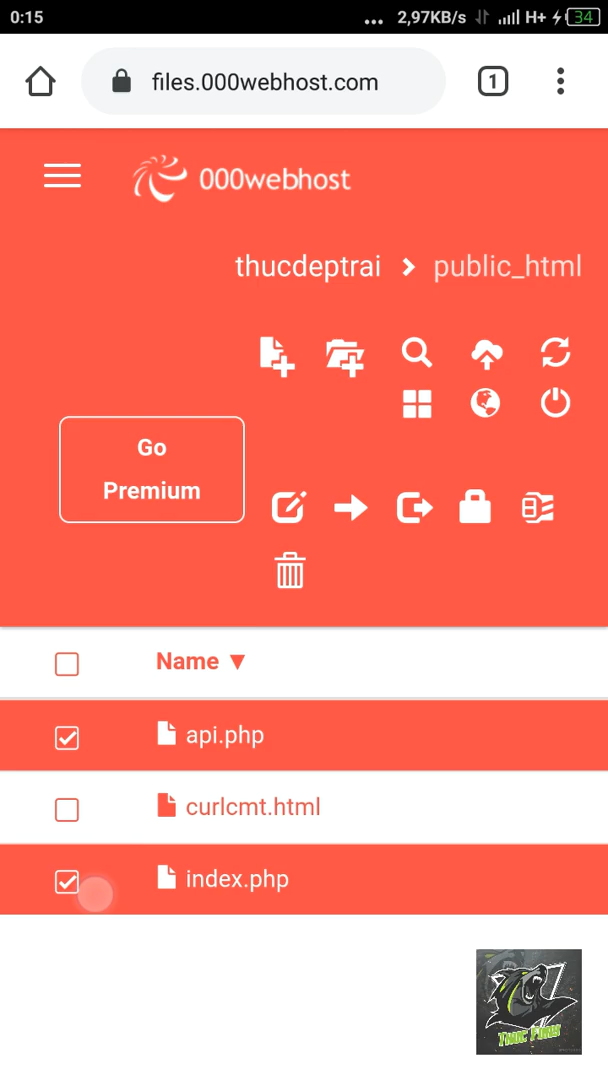 0:15 ... 2,97KB/s H+ 34
files.000webhost.com 1
000webhost
thucdeptrai > public_html
Go
Premium
Name ▼
api.php
curlcmt.html
index.php